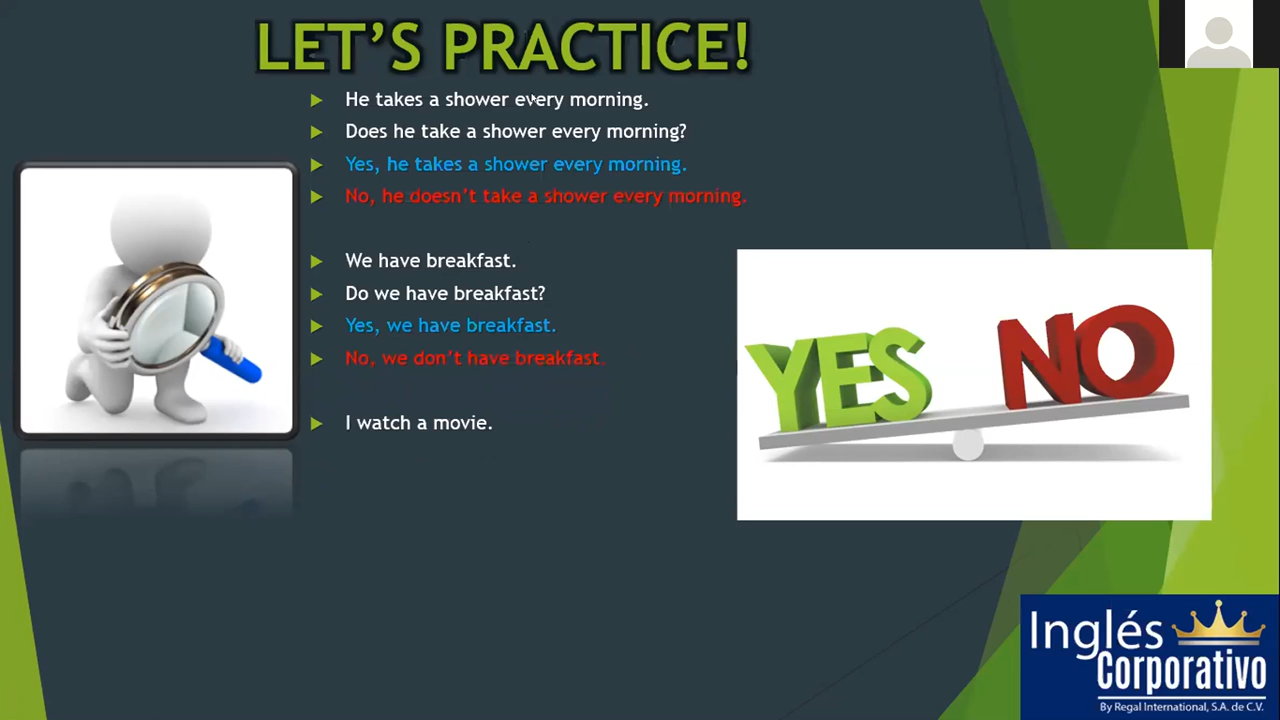 LET'S PRACTICE!
He takes a shower every morning.
Does he take a shower every morning?
Yes, he takes a shower every morning.
No, he doesn't take a shower every morning.
We have breakfast.
Do we have breakfast?
Yes, we have breakfast.
No, we don't have breakfast.
I watch a movie.
YES NO
Inglés
Corporativo
By Regal International, S.A. de C.V.